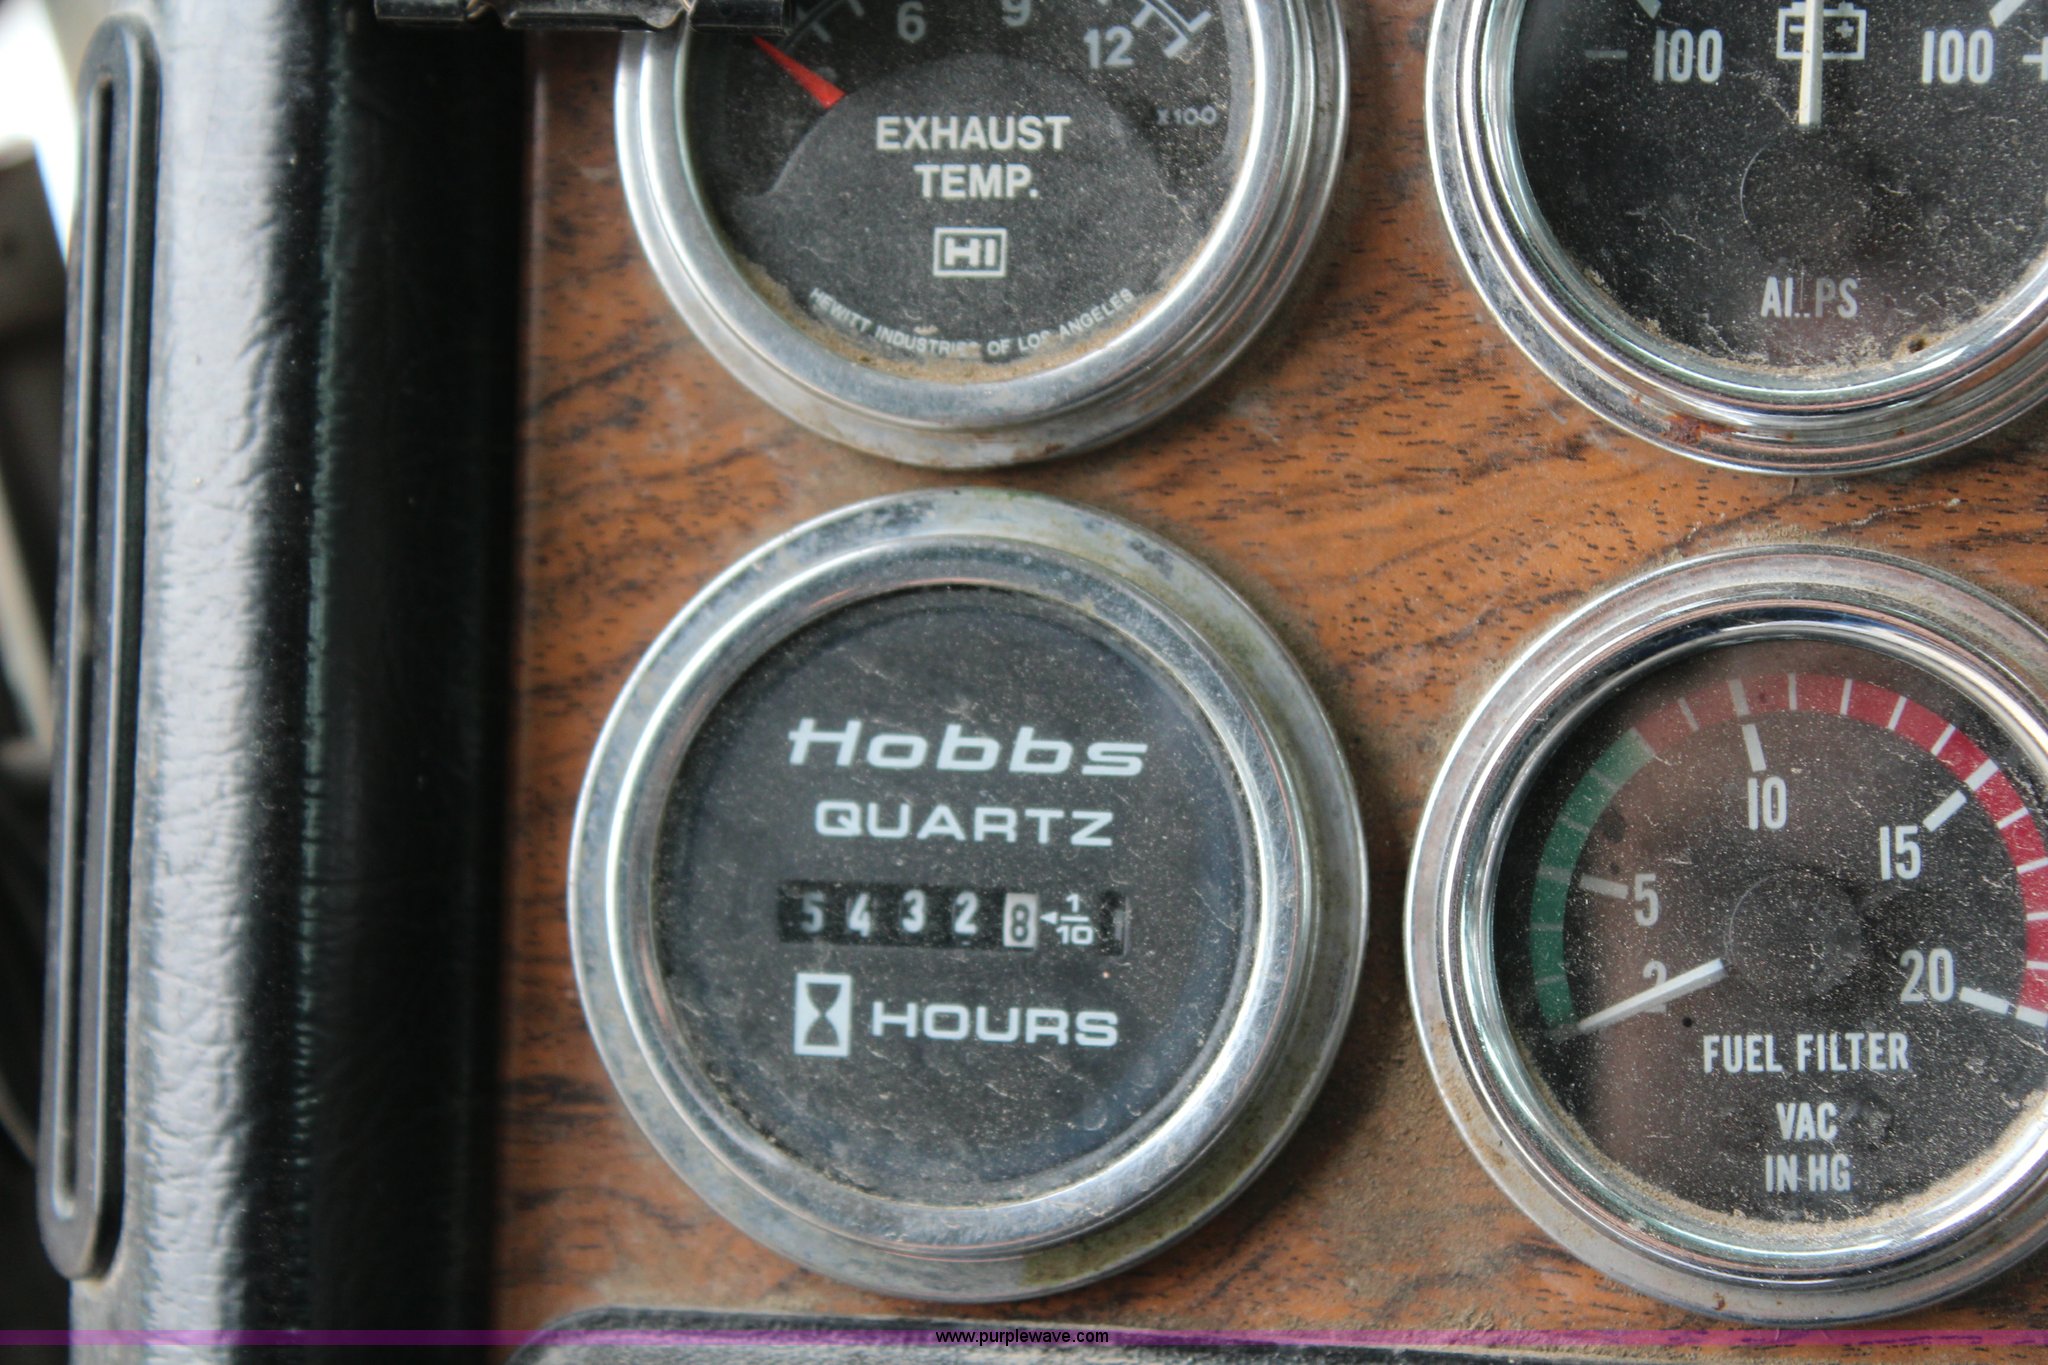 6 9 12
X100
EXHAUST
TEMP.
HI
HEWITT INDUSTRIES OF LOS ANGELES
100 100 +
Hobbs
QUARTZ
5 4 3 2 8 1/10
HOURS
2 5 10 15 20
FUEL FILTER
VAC
IN HG
www.purplewave.com